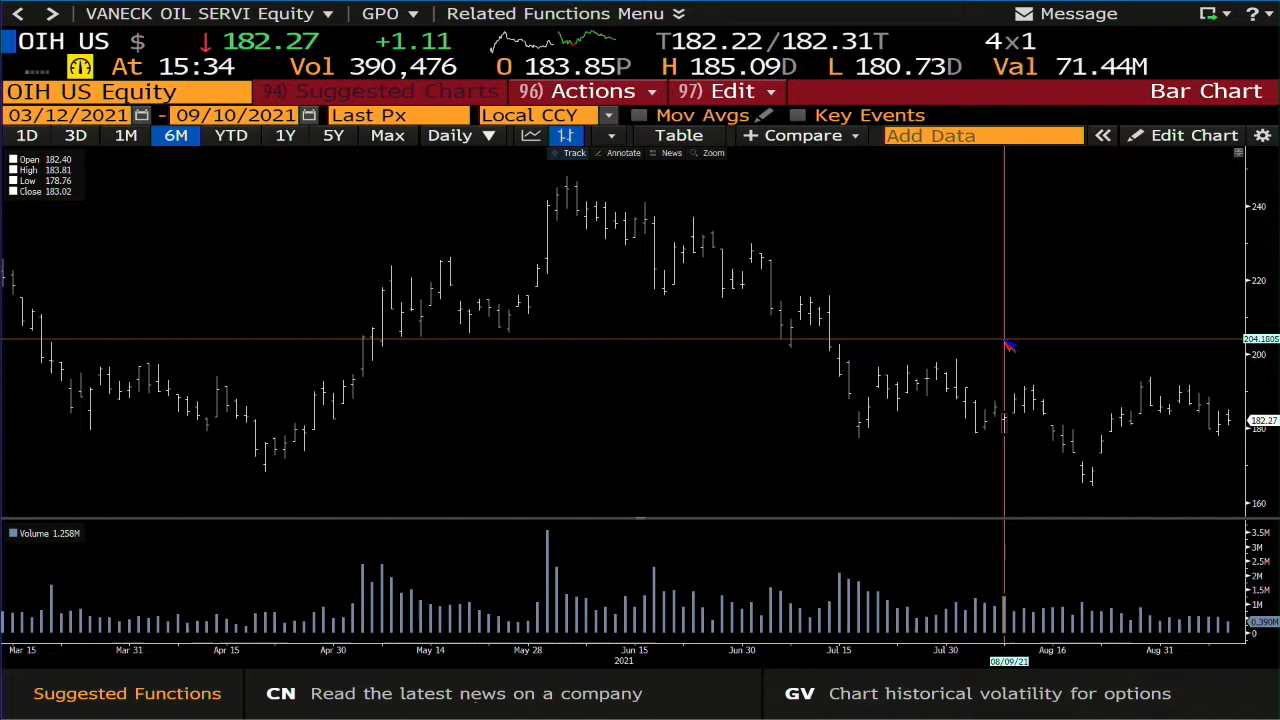 < > VANECK OIL SERVI Equity ▾ GPO ▾ Related Functions Menu Message ? ▾
OIH US $ ↓ 182.27 +1.11 T182.22 / 182.31T 4x1
At 15:34 Vol 390,476 O 183.85P H 185.09D L 180.73D Val 71.44M
OIH US Equity 94) Suggested Charts 96) Actions ▾ 97) Edit ▾ Bar Chart
03/12/2021 - 09/10/2021 Last Px Local CCY ▾ Mov Avgs Key Events
1D 3D 1M 6M YTD 1Y 5Y Max Daily ▼ Table + Compare ▾ Add Data « Edit Chart
Track Annotate News Zoom
Open 182.40
High 183.81
Low 178.76
Close 183.02
240
220
204.1805
200
182.27
180
160
Volume 1.258M
3.5M
3M
2.5M
2M
1.5M
1M
0.390M
0
Mar 15 Mar 31 Apr 15 Apr 30 May 14 May 28 Jun 15 Jun 30 Jul 15 Jul 30 Aug 16 Aug 31
2021 08/09/21
Suggested Functions CN Read the latest news on a company GV Chart historical volatility for options